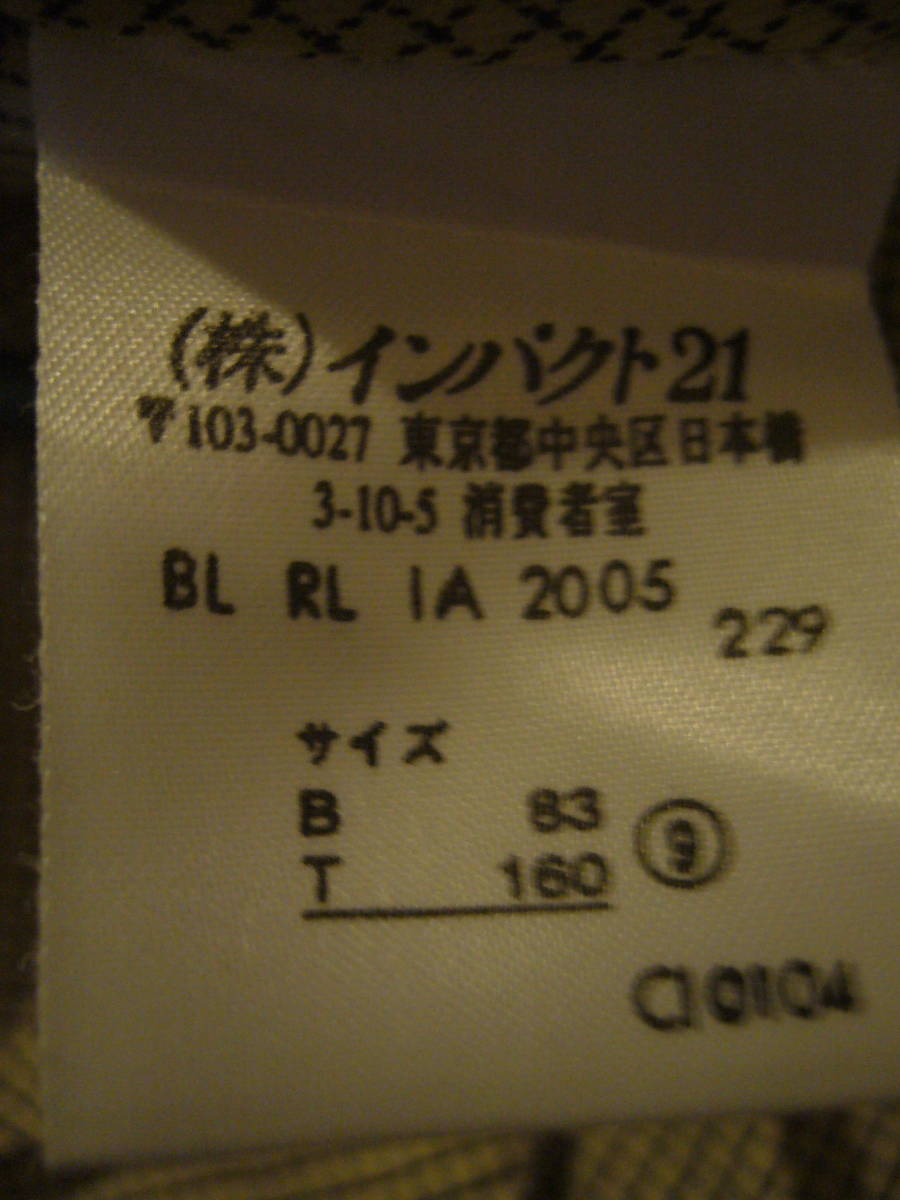 (株)インパクト21
〒103-0027 東京都中央区日本橋
3-10-5 消費者室
BL RL IA 2005
229
サイズ
B 83
T 160
9